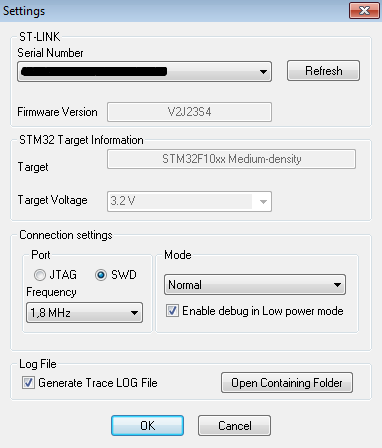 Settings
ST-LINK
Serial Number
Refresh
Firmware Version V2J23S4
STM32 Target Information
Target STM32F10xx Medium-density
Target Voltage 3.2 V
Connection settings
Port
JTAG SWD
Frequency
1,8 MHz
Mode
Normal
Enable debug in Low power mode
Log File
Generate Trace LOG File Open Containing Folder
OK Cancel